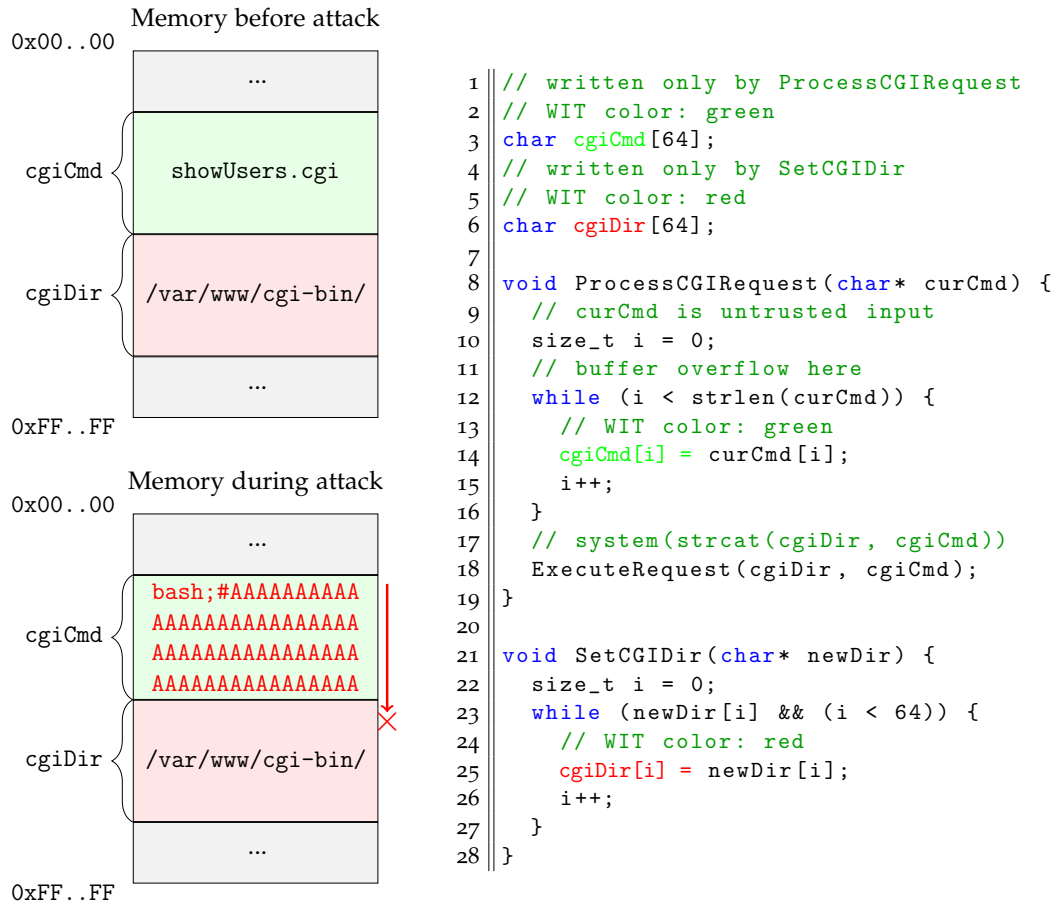 Memory before attack
0x00..00
...
cgiCmd
showUsers.cgi
cgiDir
/var/www/cgi-bin/
...
0xFF..FF
Memory during attack
0x00..00
...
bash;#AAAAAAAAAA
AAAAAAAAAAAAAAAA
cgiCmd
AAAAAAAAAAAAAAAA
AAAAAAAAAAAAAAAA
cgiDir
/var/www/cgi-bin/
...
0xFF..FF
1 // written only by ProcessCGIRequest
2 // WIT color: green
3 char cgiCmd[64];
4 // written only by SetCGIDir
5 // WIT color: red
6 char cgiDir[64];
7
8 void ProcessCGIRequest(char* curCmd) {
9   // curCmd is untrusted input
10   size_t i = 0;
11   // buffer overflow here
12   while (i < strlen(curCmd)) {
13     // WIT color: green
14     cgiCmd[i] = curCmd[i];
15     i++;
16   }
17   // system(strcat(cgiDir, cgiCmd))
18   ExecuteRequest(cgiDir, cgiCmd);
19 }
20
21 void SetCGIDir(char* newDir) {
22   size_t i = 0;
23   while (newDir[i] && (i < 64)) {
24     // WIT color: red
25     cgiDir[i] = newDir[i];
26     i++;
27   }
28 }